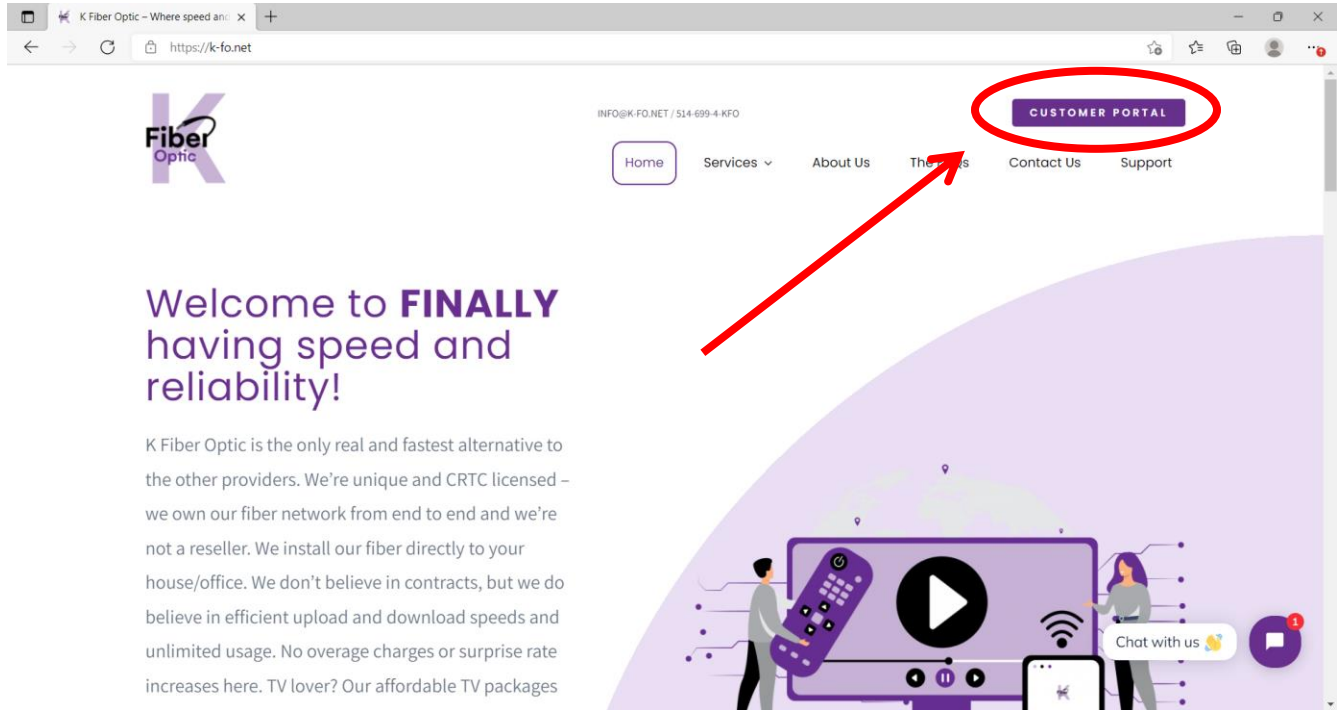 K Fiber Optic – Where speed and
https://k-fo.net
K
Fiber
Optic
INFO@K-FO.NET / 514-699-4-KFO
CUSTOMER PORTAL
Home
Services
About Us
The
Contact Us
Support
Welcome to FINALLY
having speed and
reliability!
K Fiber Optic is the only real and fastest alternative to
the other providers. We're unique and CRTC licensed –
we own our fiber network from end to end and we're
not a reseller. We install our fiber directly to your
house/office. We don't believe in contracts, but we do
believe in efficient upload and download speeds and
unlimited usage. No overage charges or surprise rate
increases here. TV lover? Our affordable TV packages
Chat with us 👋
1